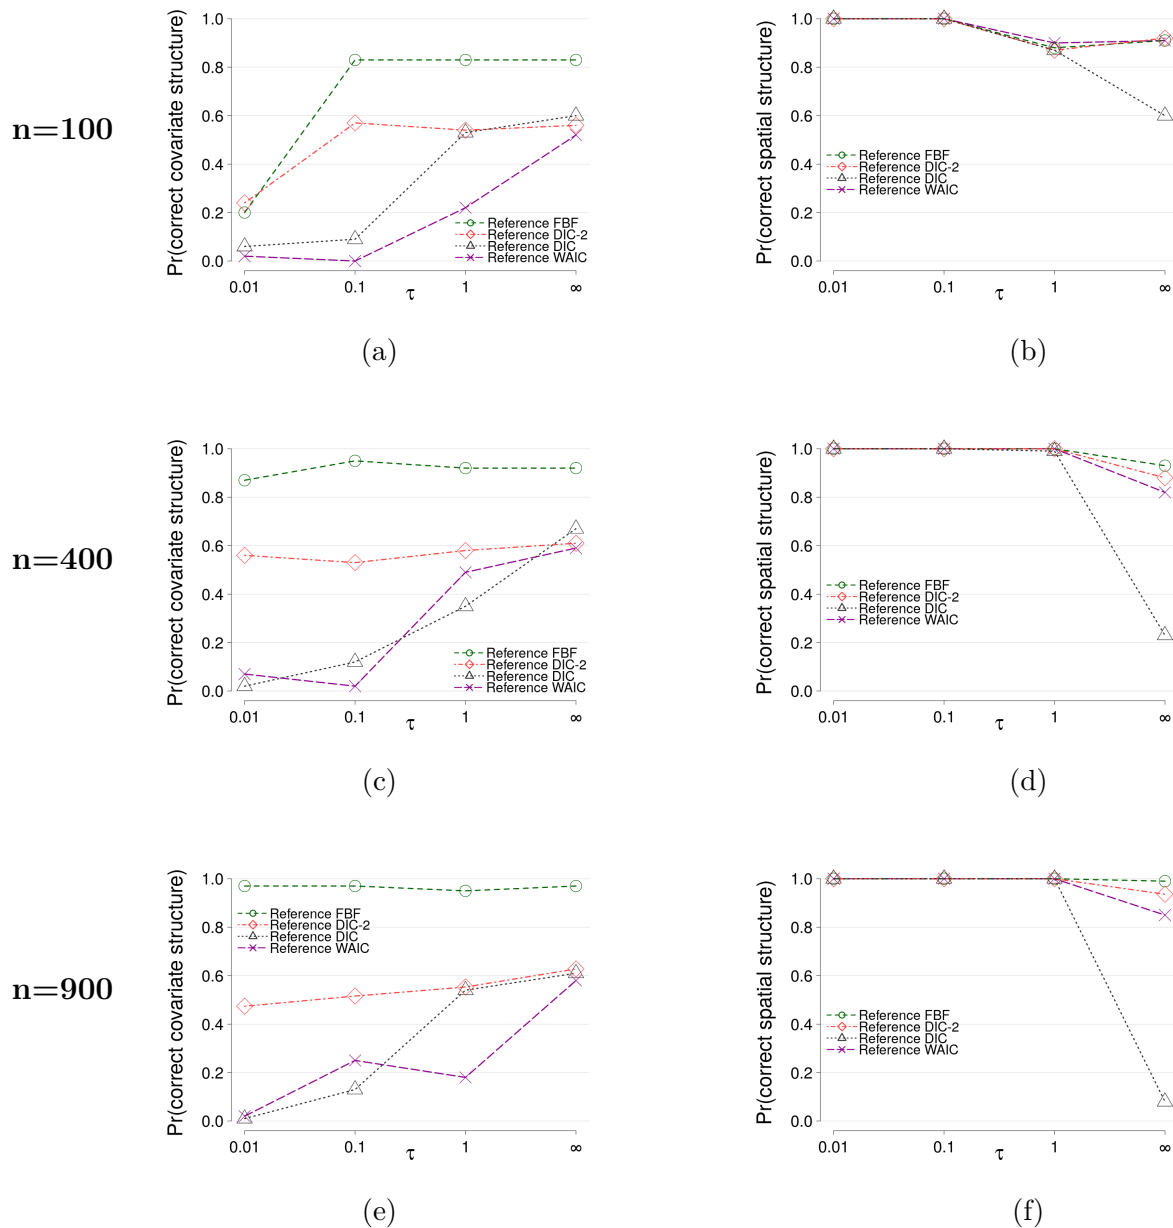 n=100
Pr(correct covariate structure)
1.0
0.8
0.6
0.4
0.2
0.0
Reference FBF
Reference DIC-2
Reference DIC
Reference WAIC
0.01 0.1 1 ∞
τ
(a)
Pr(correct spatial structure)
1.0
0.8
0.6
0.4
0.2
0.0
Reference FBF
Reference DIC-2
Reference DIC
Reference WAIC
0.01 0.1 1 ∞
τ
(b)
n=400
Pr(correct covariate structure)
1.0
0.8
0.6
0.4
0.2
0.0
Reference FBF
Reference DIC-2
Reference DIC
Reference WAIC
0.01 0.1 1 ∞
τ
(c)
Pr(correct spatial structure)
1.0
0.8
0.6
0.4
0.2
0.0
Reference FBF
Reference DIC-2
Reference DIC
Reference WAIC
0.01 0.1 1 ∞
τ
(d)
n=900
Pr(correct covariate structure)
1.0
0.8
0.6
0.4
0.2
0.0
Reference FBF
Reference DIC-2
Reference DIC
Reference WAIC
0.01 0.1 1 ∞
τ
(e)
Pr(correct spatial structure)
1.0
0.8
0.6
0.4
0.2
0.0
Reference FBF
Reference DIC-2
Reference DIC
Reference WAIC
0.01 0.1 1 ∞
τ
(f)